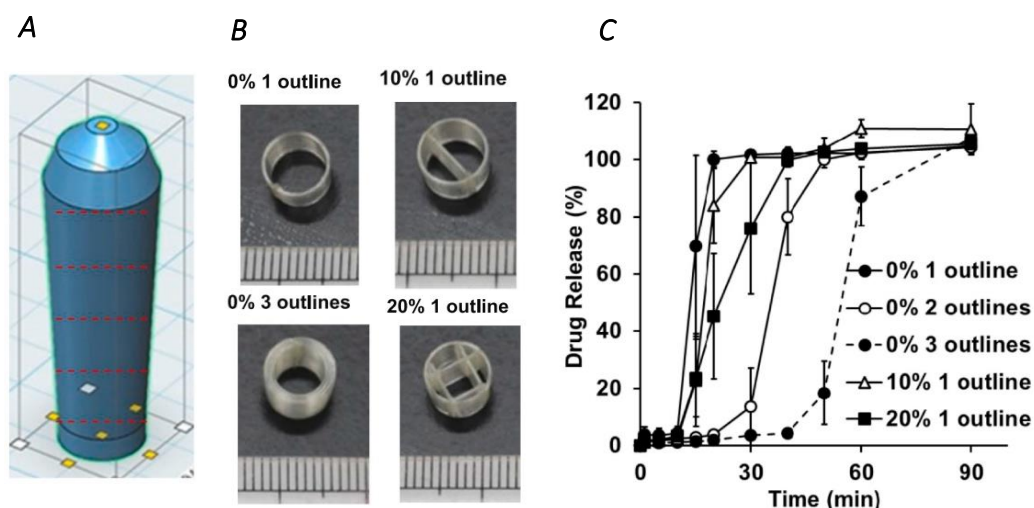 A
B
C
0% 1 outline
10% 1 outline
0% 3 outlines
20% 1 outline
Drug Release (%)
120
100
80
60
40
20
0
0% 1 outline
0% 2 outlines
0% 3 outlines
10% 1 outline
20% 1 outline
0 30 60 90
Time (min)